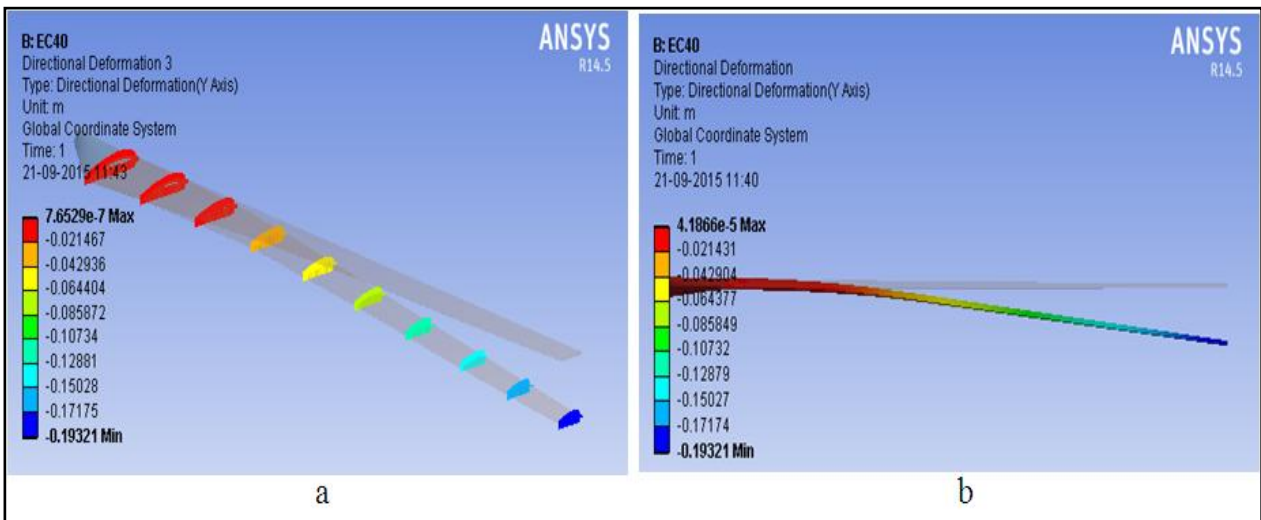 B: EC40
Directional Deformation 3
Type: Directional Deformation(Y Axis)
Unit: m
Global Coordinate System
Time: 1
21-09-2015 11:43
ANSYS
R14.5
7.6529e-7 Max
-0.021467
-0.042936
-0.064404
-0.085872
-0.10734
-0.12881
-0.15028
-0.17175
-0.19321 Min
a
B: EC40
Directional Deformation
Type: Directional Deformation(Y Axis)
Unit: m
Global Coordinate System
Time: 1
21-09-2015 11:40
ANSYS
R14.5
4.1866e-5 Max
-0.021431
-0.042904
-0.064377
-0.085849
-0.10732
-0.12879
-0.15027
-0.17174
-0.19321 Min
b